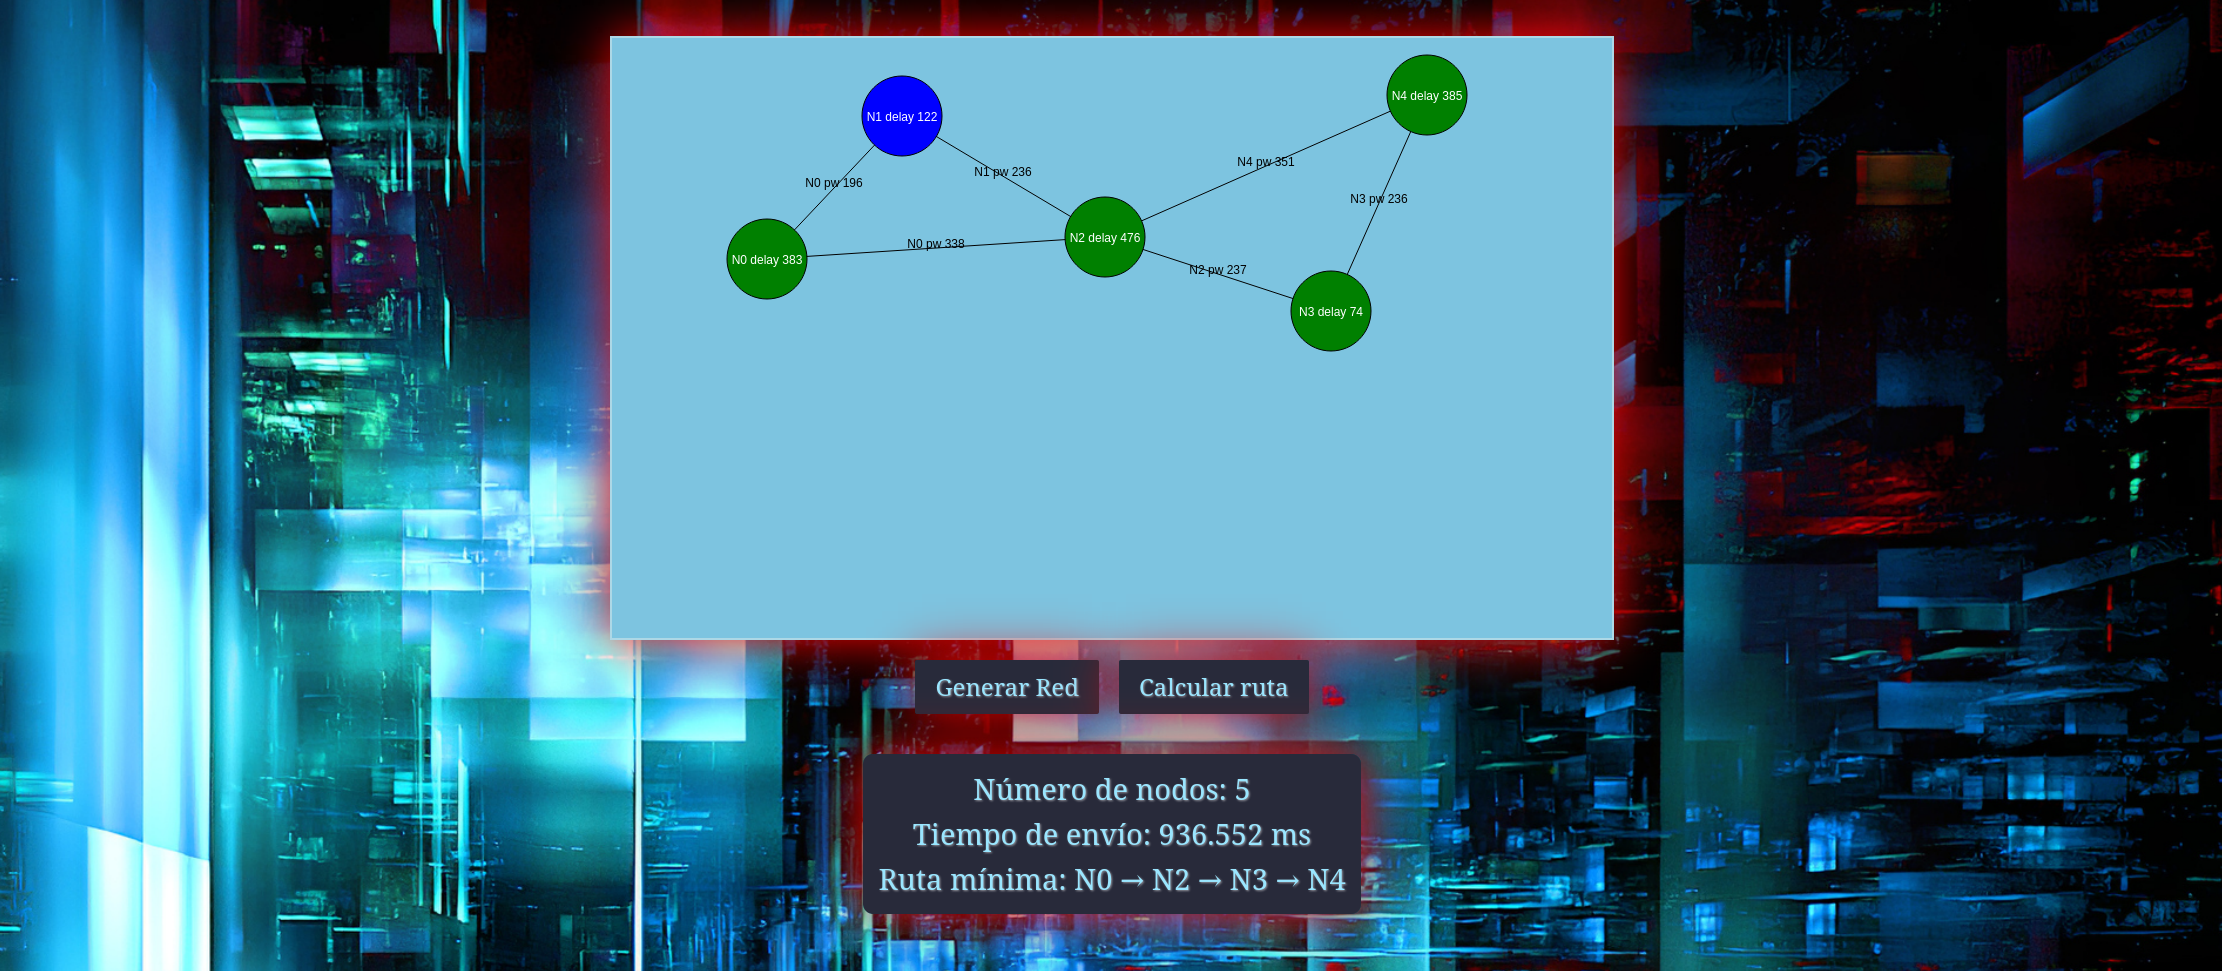 N4 delay 385
N1 delay 122
N4 pw 351
N1 pw 236
N0 pw 196
N3 pw 236
N2 delay 476
N0 pw 338
N0 delay 383
N2 pw 237
N3 delay 74
Generar Red
Calcular ruta
Número de nodos: 5
Tiempo de envío: 936.552 ms
Ruta mínima: N0 → N2 → N3 → N4